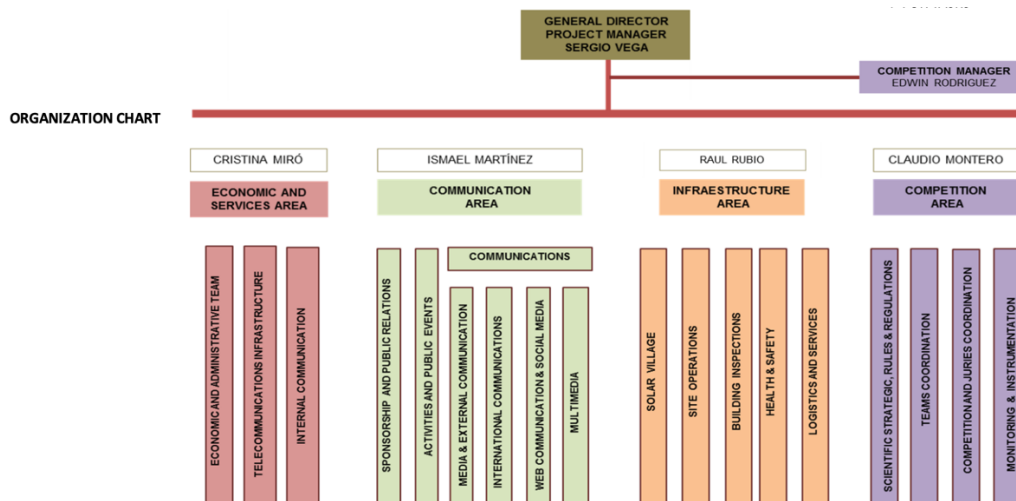 GENERAL DIRECTOR
PROJECT MANAGER
SERGIO VEGA
COMPETITION MANAGER
EDWIN RODRIGUEZ
ORGANIZATION CHART
CRISTINA MIRÓ
ISMAEL MARTÍNEZ
RAUL RUBIO
CLAUDIO MONTERO
ECONOMIC AND
SERVICES AREA
COMMUNICATION
AREA
INFRAESTRUCTURE
AREA
COMPETITION
AREA
ECONOMIC AND ADMINISTRATIVE TEAM
TELECOMMUNICATIONS INFRASTRUCTURE
INTERNAL COMMUNICATION
SPONSORSHIP AND PUBLIC RELATIONS
ACTIVITIES AND PUBLIC EVENTS
COMMUNICATIONS
MEDIA & EXTERNAL COMMUNICATION
INTERNATIONAL COMMUNICATIONS
WEB COMMUNICATION & SOCIAL MEDIA
MULTIMEDIA
SOLAR VILLAGE
SITE OPERATIONS
BUILDING INSPECTIONS
HEALTH & SAFETY
LOGISTICS AND SERVICES
SCIENTIFIC STRATEGIC, RULES & REGULATIONS
TEAMS COORDINATION
COMPETITION AND JURIES COORDINATION
MONITORING & INSTRUMENTATION